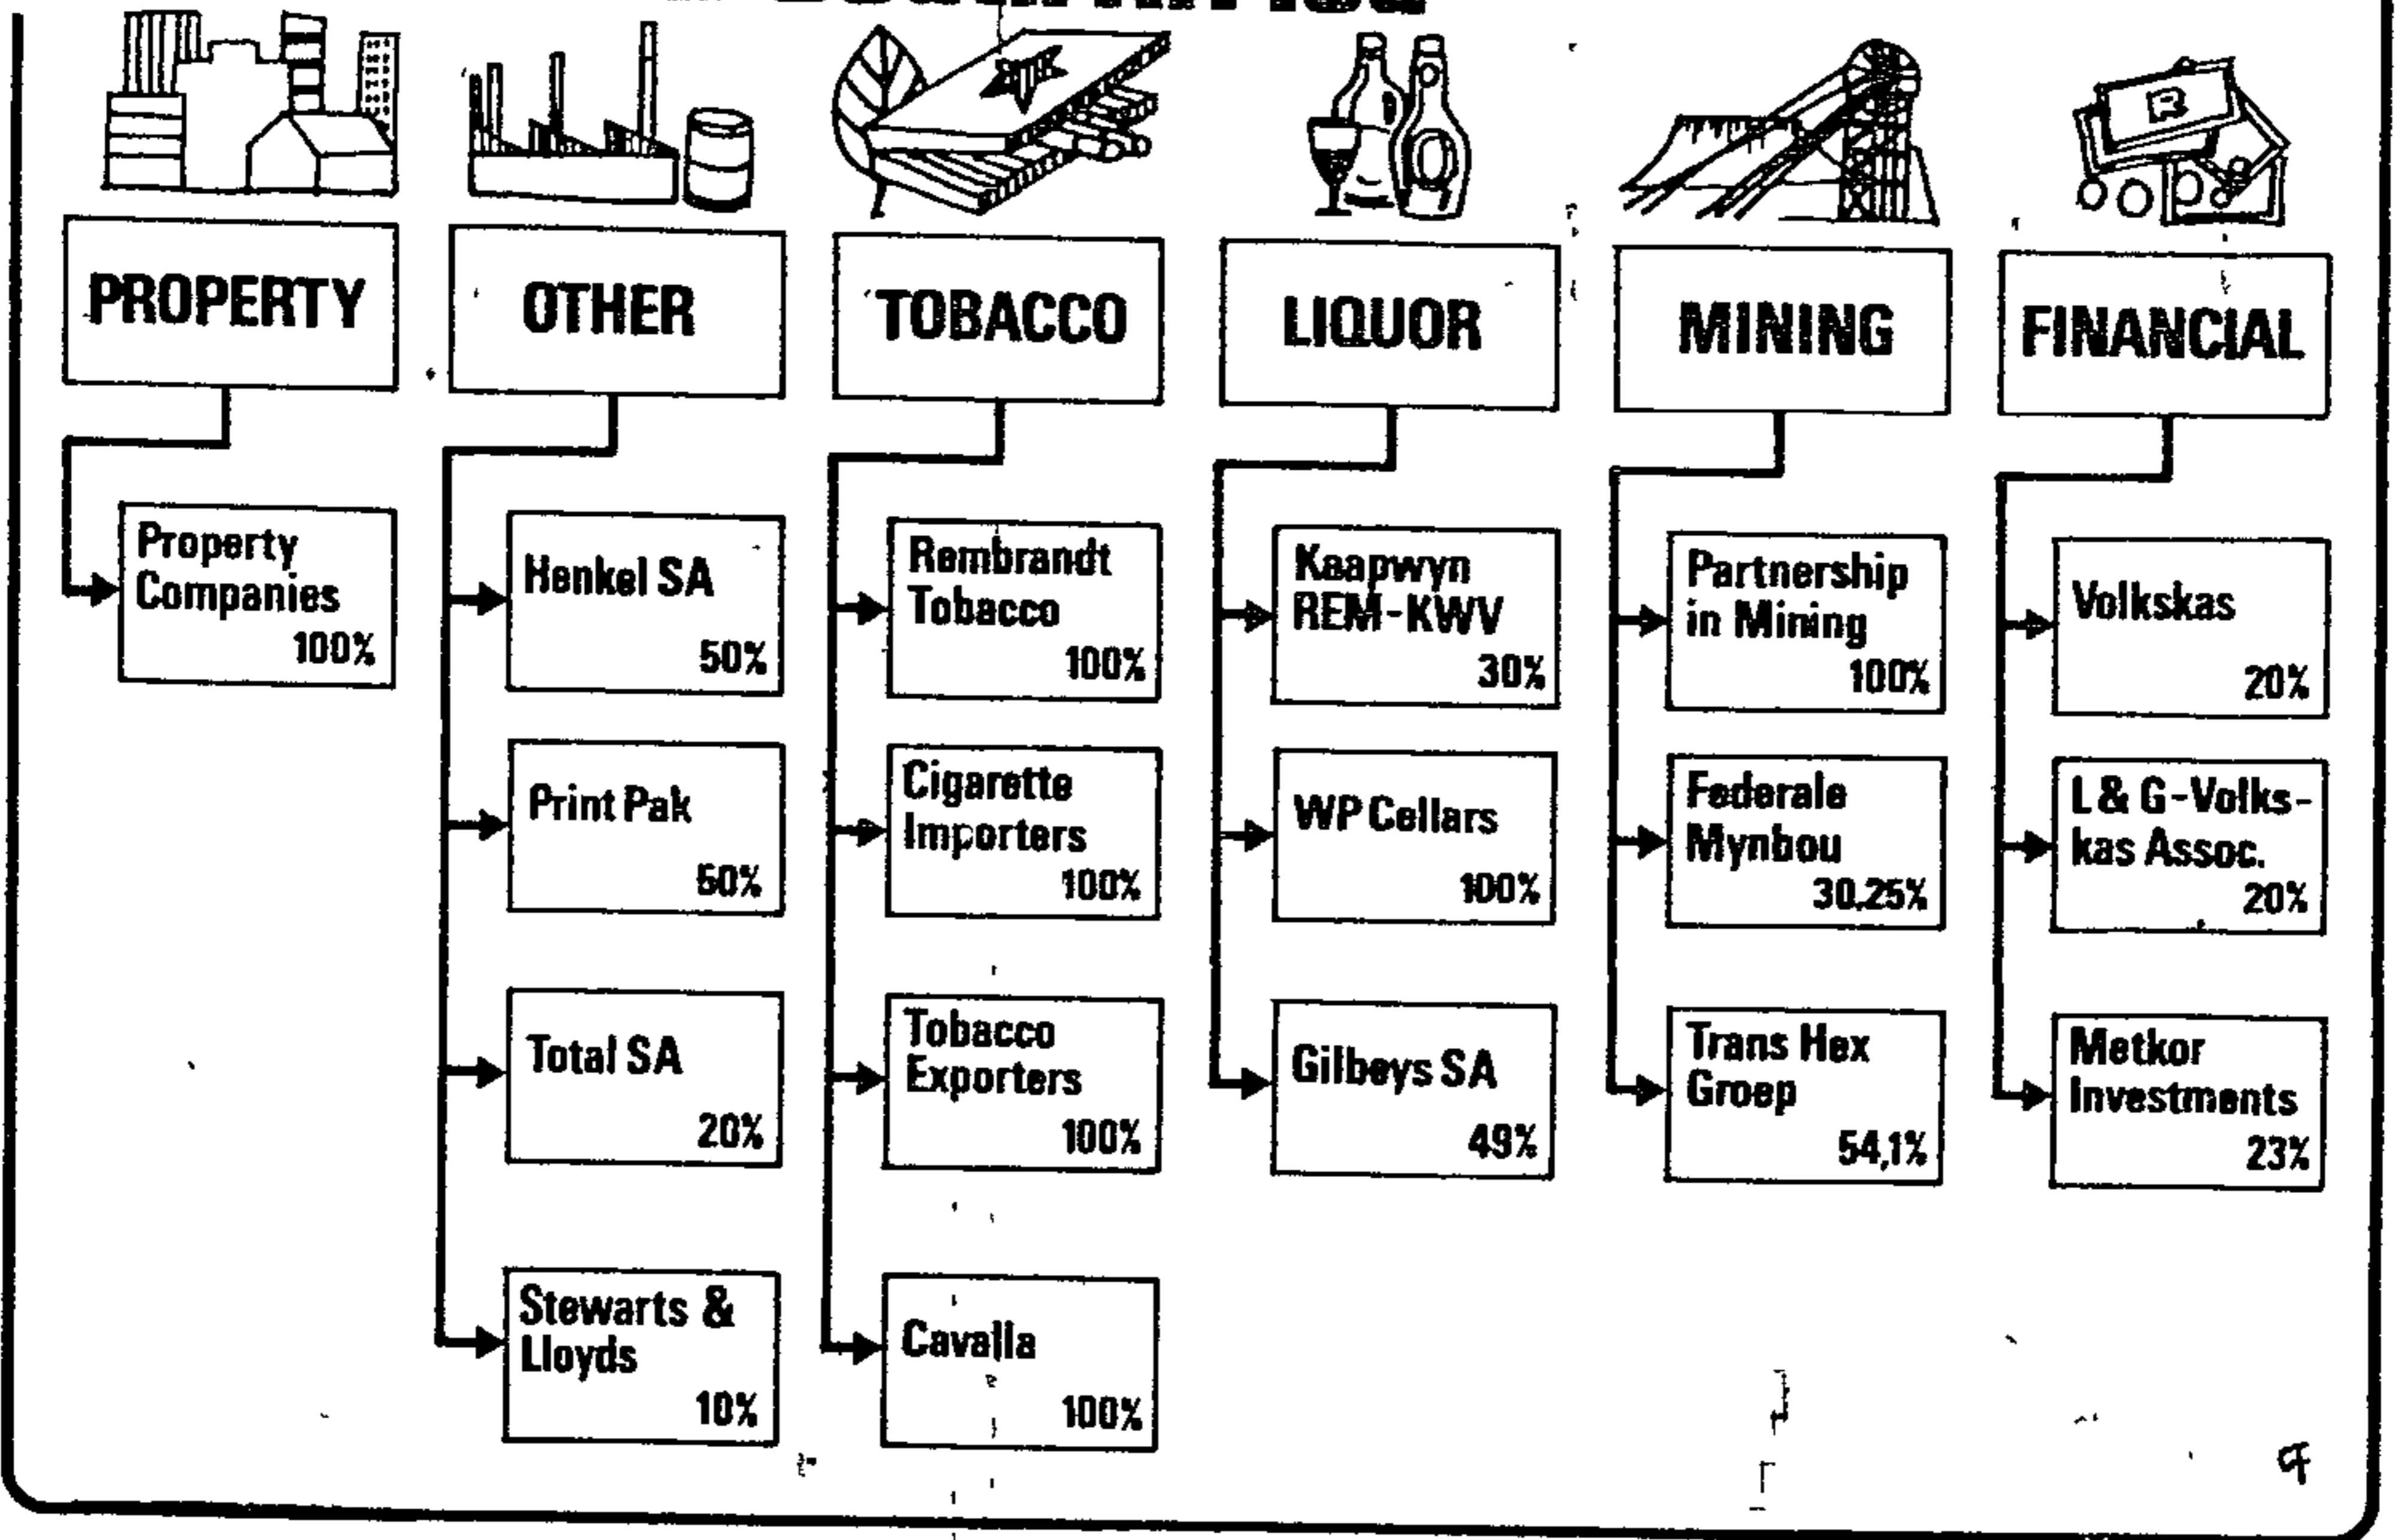 PROPERTY
Property
Companies
100%
OTHER
Henkel SA
50%
Print Pak
50%
Total SA
20%
Stewarts &
Lloyds
10%
TOBACCO
Rembrandt
Tobacco
100%
Cigarette
Importers
100%
Tobacco
Exporters
100%
Cavalla
100%
LIQUOR
Kaapwyn
REM-KWV
30%
WP Cellars
100%
Gilbeys SA
49%
MINING
Partnership
in Mining
100%
Federale
Mynbou
30,25%
Trans Hex
Groep
54,1%
R
FINANCIAL
Volkskas
20%
L & G-Volks-
kas Assoc.
20%
Metkor
Investments
23%